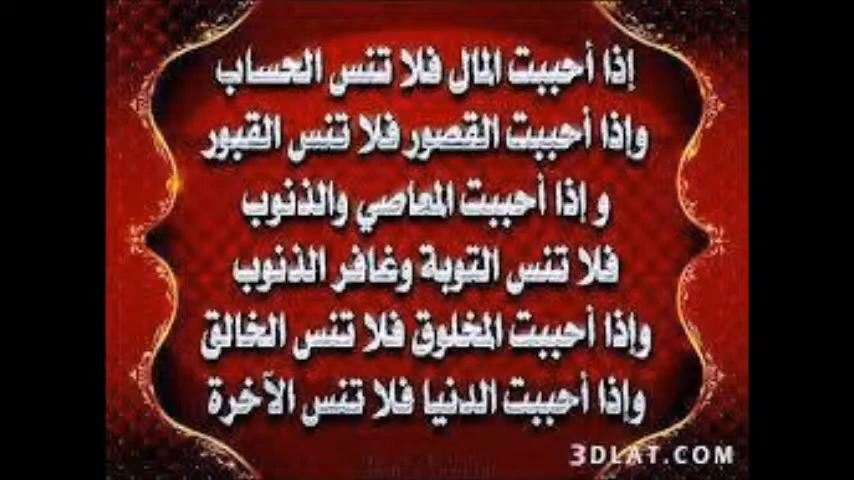 إذا أحببت المال فلا تنس الحساب
وإذا أحببت القصور فلا تنس القبور
و إذا أحببت المعاصي والذنوب
فلا تنس التوبة وغافر الذنوب
وإذا أحببت المخلوق فلا تنس الخالق
وإذا أحببت الدنيا فلا تنس الآخرة
3DLAT.COM